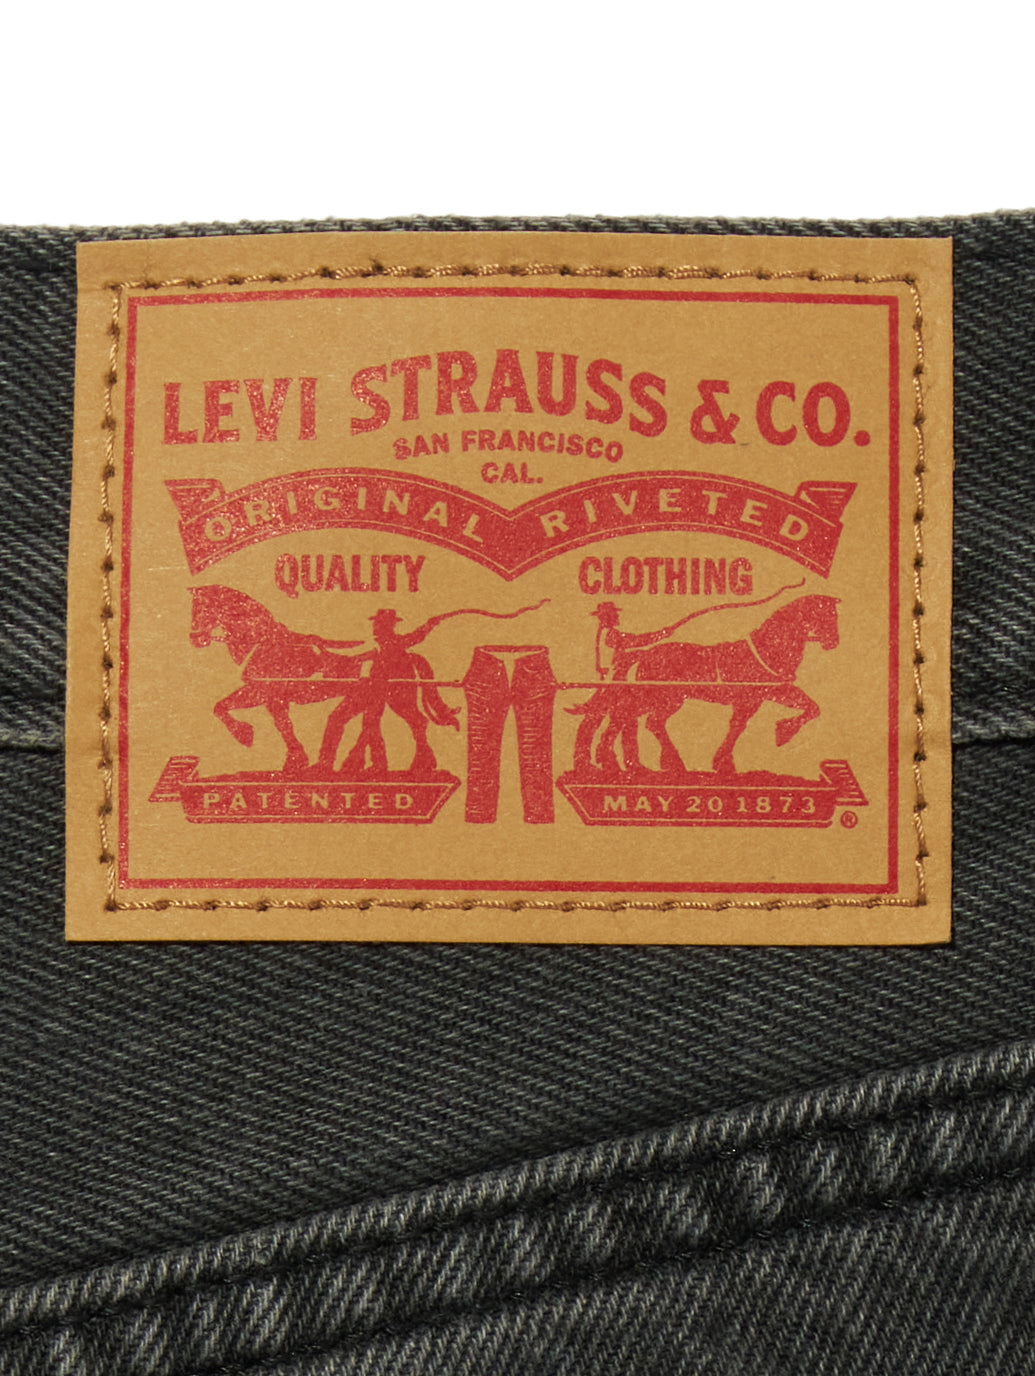 LEVI STRAUSS & CO.
SAN FRANCISCO
CAL.
ORIGINAL RIVETED
QUALITY CLOTHING
PATENTED MAY 20 1873
®